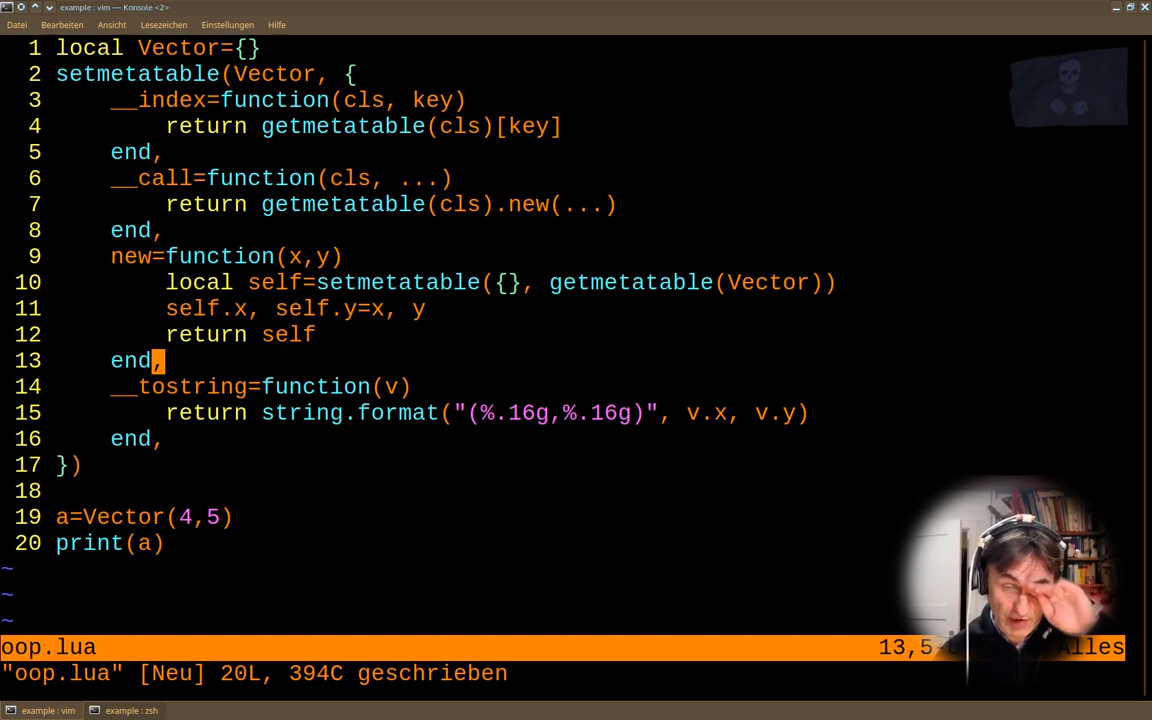 example : vim — Konsole <2>
Datei Bearbeiten Ansicht Lesezeichen Einstellungen Hilfe
1 local Vector={}
2 setmetatable(Vector, {
3     __index=function(cls, key)
4         return getmetatable(cls)[key]
5     end,
6     __call=function(cls, ...)
7         return getmetatable(cls).new(...)
8     end,
9     new=function(x,y)
10         local self=setmetatable({}, getmetatable(Vector))
11         self.x, self.y=x, y
12         return self
13     end,
14     __tostring=function(v)
15         return string.format("(%.16g,%.16g)", v.x, v.y)
16     end,
17 })
18
19 a=Vector(4,5)
20 print(a)
~
~
~
oop.lua 13,5 Alles
"oop.lua" [Neu] 20L, 394C geschrieben
example : vim example : zsh